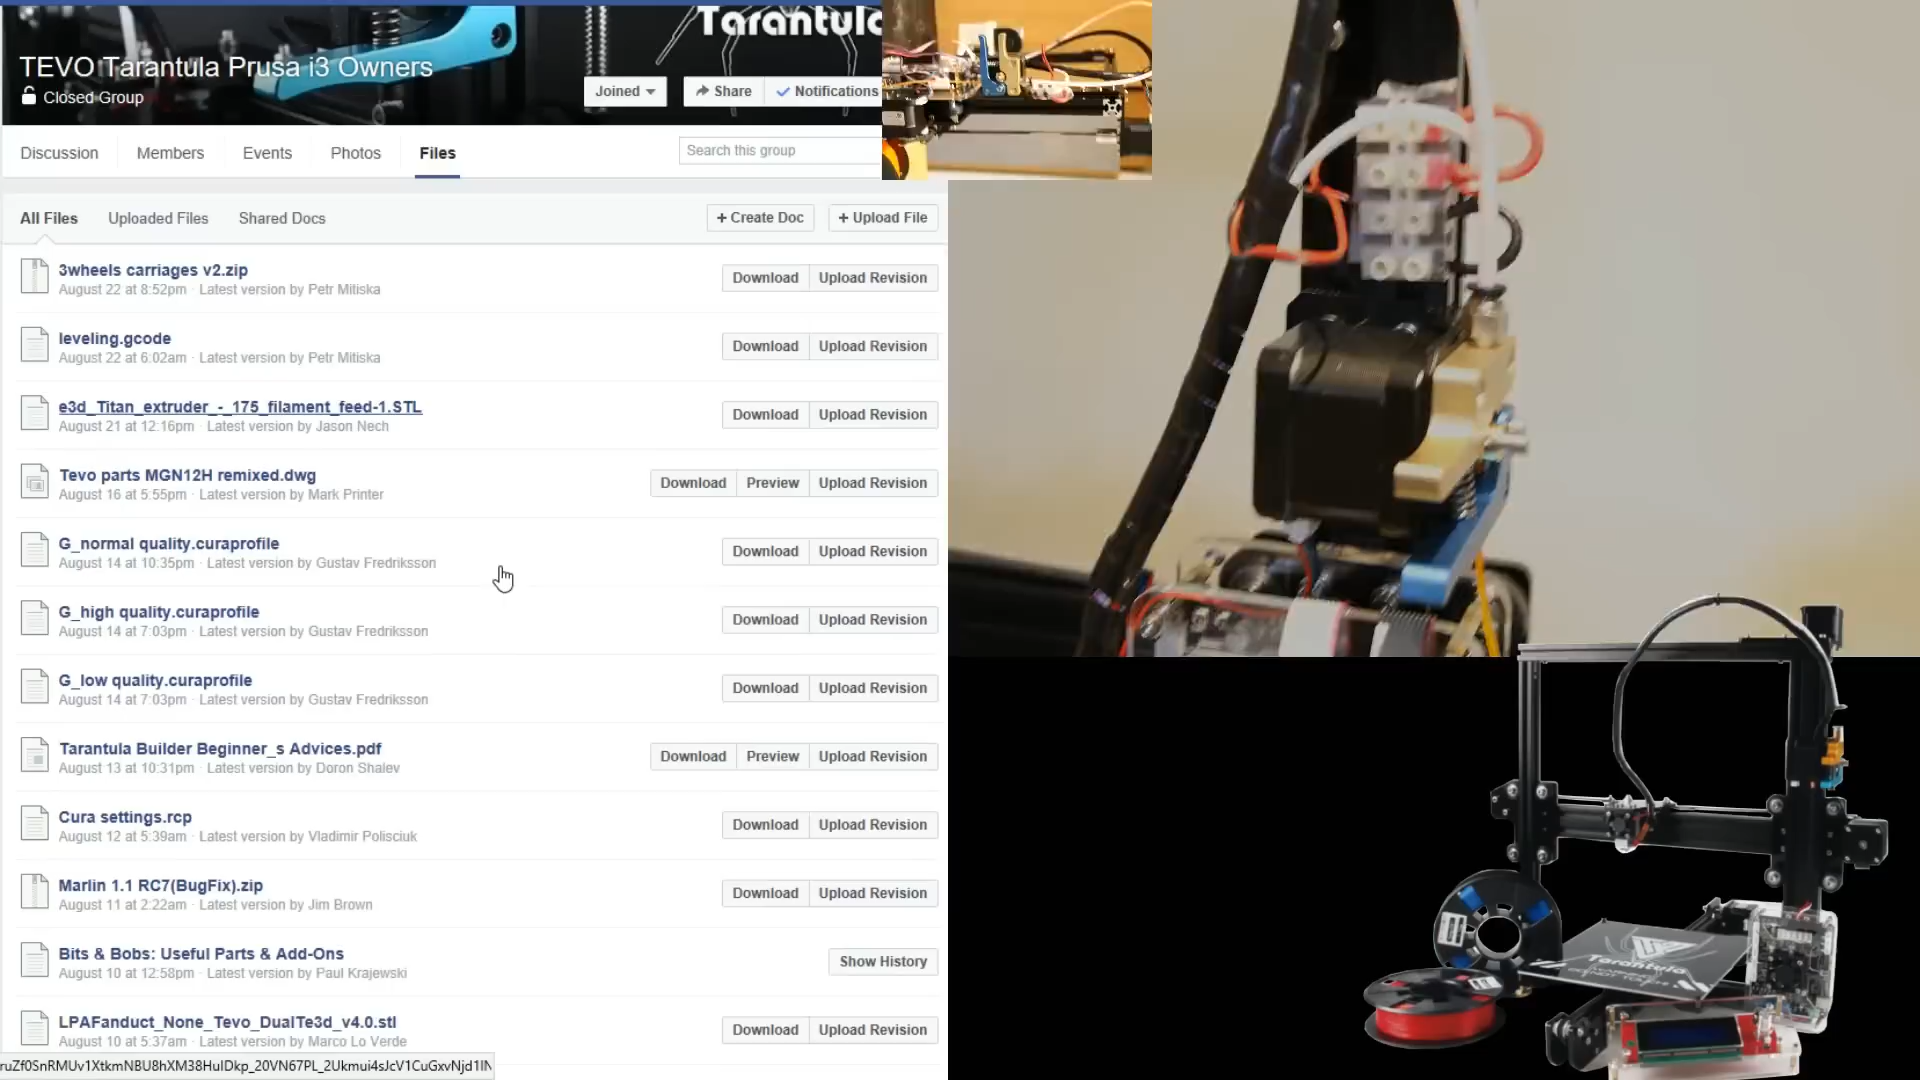 Tarantula
TEVO Tarantula Prusa i3 Owners
Closed Group
Joined
Share
Notifications
Discussion
Members
Events
Photos
Files
Search this group
All Files
Uploaded Files
Shared Docs
+ Create Doc
+ Upload File
3wheels carriages v2.zip
Download
Upload Revision
August 22 at 8:52pm · Latest version by Petr Mitiska
leveling.gcode
Download
Upload Revision
August 22 at 6:02am · Latest version by Petr Mitiska
e3d_Titan_extruder_-_175_filament_feed-1.STL
Download
Upload Revision
August 21 at 12:16pm · Latest version by Jason Nech
Tevo parts MGN12H remixed.dwg
Download
Preview
Upload Revision
August 16 at 5:55pm · Latest version by Mark Printer
G_normal quality.curaprofile
Download
Upload Revision
August 14 at 10:35pm · Latest version by Gustav Fredriksson
G_high quality.curaprofile
Download
Upload Revision
August 14 at 7:03pm · Latest version by Gustav Fredriksson
G_low quality.curaprofile
Download
Upload Revision
August 14 at 7:03pm · Latest version by Gustav Fredriksson
Tarantula Builder Beginner_s Advices.pdf
Download
Preview
Upload Revision
August 13 at 10:31pm · Latest version by Doron Shalev
Cura settings.rcp
Download
Upload Revision
August 12 at 5:39am · Latest version by Vladimir Polisciuk
Marlin 1.1 RC7(BugFix).zip
Download
Upload Revision
August 11 at 2:22am · Latest version by Jim Brown
Bits & Bobs: Useful Parts & Add-Ons
Show History
August 10 at 12:58pm · Latest version by Paul Krajewski
LPAFanduct_None_Tevo_DualTe3d_v4.0.stl
Download
Upload Revision
August 10 at 5:37am · Latest version by Marco Lo Verde
Tarantula